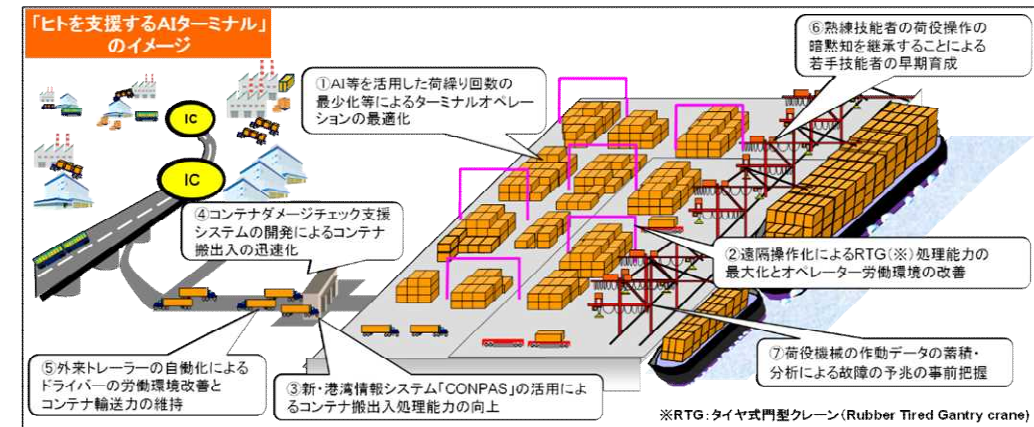 「ヒトを支援するAIターミナル」
のイメージ
⑥熟練技能者の荷役操作の
暗黙知を継承することによる
若手技能者の早期育成
①AI等を活用した荷繰り回数の
最少化等によるターミナルオペレー
ションの最適化
IC
IC
④コンテナダメージチェック支援
システムの開発によるコンテナ
搬出入の迅速化
②遠隔操作化によるRTG(※)処理能力の
最大化とオペレーター労働環境の改善
⑤外来トレーラーの自働化による
ドライバーの労働環境改善と
コンテナ輸送力の維持
③新・港湾情報システム「CONPAS」の活用によ
るコンテナ搬出入処理能力の向上
⑦荷役機械の作動データの蓄積・
分析による故障の予兆の事前把握
※RTG:タイヤ式門型クレーン(Rubber Tired Gantry crane)